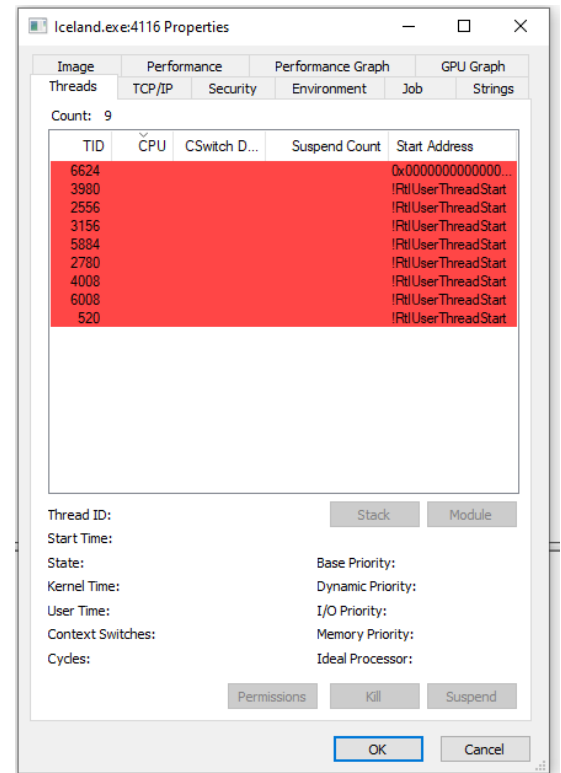 Iceland.exe:4116 Properties
Image Performance Performance Graph GPU Graph
Threads TCP/IP Security Environment Job Strings
Count: 9
TID CPU CSwitch D... Suspend Count Start Address
6624 0x0000000000000...
3980 !RtlUserThreadStart
2556 !RtlUserThreadStart
3156 !RtlUserThreadStart
5884 !RtlUserThreadStart
2780 !RtlUserThreadStart
4008 !RtlUserThreadStart
6008 !RtlUserThreadStart
520 !RtlUserThreadStart
Thread ID: Stack Module
Start Time:
State: Base Priority:
Kernel Time: Dynamic Priority:
User Time: I/O Priority:
Context Switches: Memory Priority:
Cycles: Ideal Processor:
Permissions Kill Suspend
OK Cancel